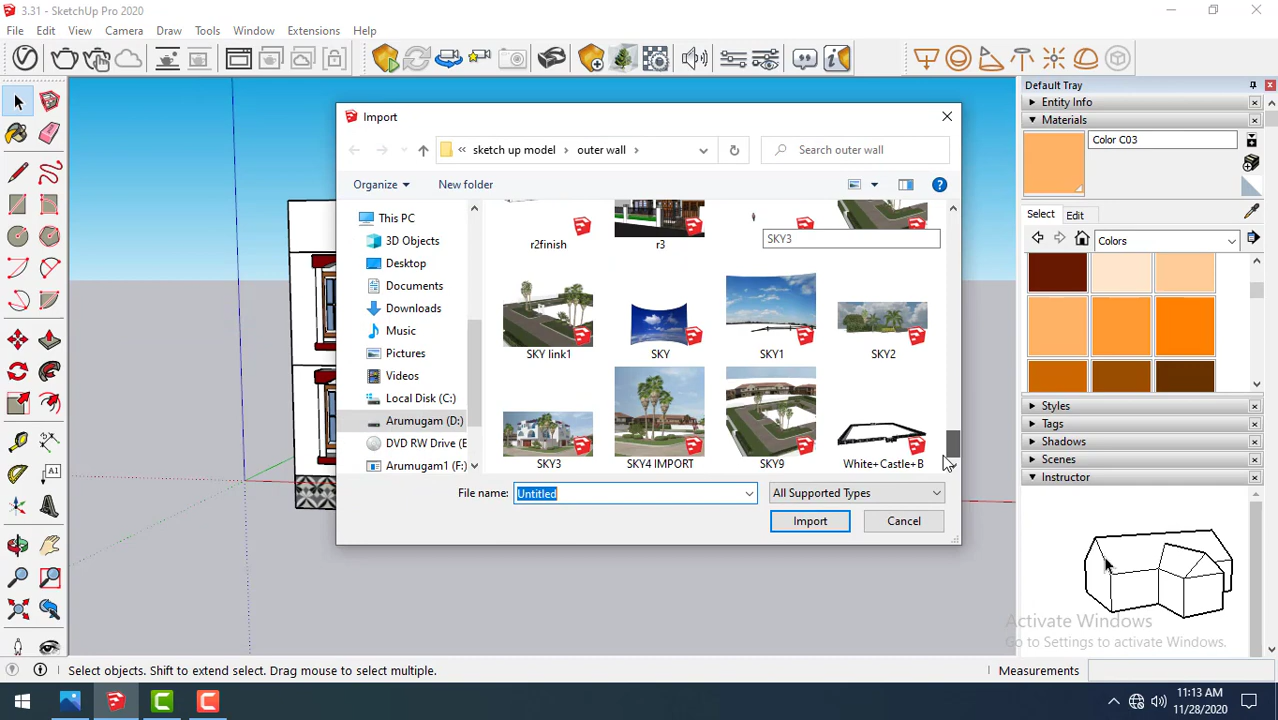 3.31 - SketchUp Pro 2020
File Edit View Camera Draw Tools Window Extensions Help
Default Tray
Entity Info
Materials
Color C03
Select Edit
Colors
Styles
Tags
Shadows
Scenes
Instructor
Import
« sketch up model › outer wall ›
Search outer wall
Organize New folder
This PC
3D Objects
Desktop
Documents
Downloads
Music
Pictures
Videos
Local Disk (C:)
Arumugam (D:)
DVD RW Drive (E
Arumugam1 (F:)
r2finish r3
SKY3
SKY link1 SKY SKY1 SKY2
SKY3 SKY4 IMPORT SKY9 White+Castle+B
File name: Untitled
All Supported Types
Import Cancel
AI
Activate Windows
Go to Settings to activate Windows.
Select objects. Shift to extend select. Drag mouse to select multiple.
Measurements
11:13 AM
11/28/2020